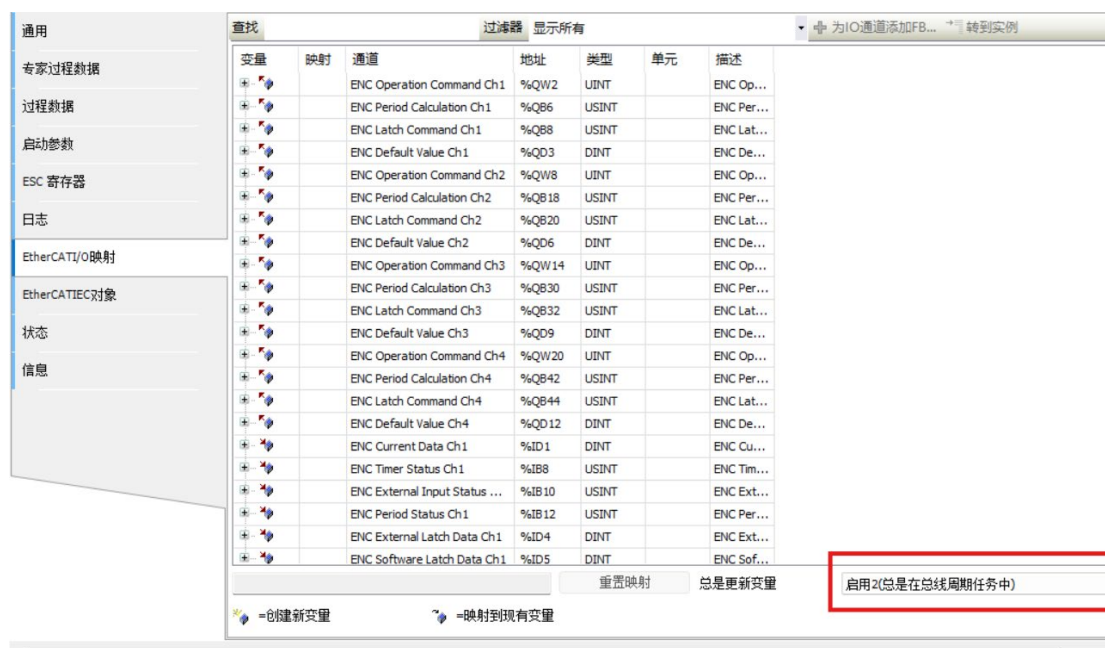 通用
专家过程数据
过程数据
启动参数
ESC 寄存器
日志
EtherCATI/O映射
EtherCATIEC对象
状态
信息
查找 过滤器 显示所有 为IO通道添加FB... 转到实例
变量 映射 通道 地址 类型 单元 描述
ENC Operation Command Ch1 %QW2 UINT ENC Op...
ENC Period Calculation Ch1 %QB6 USINT ENC Per...
ENC Latch Command Ch1 %QB8 USINT ENC Lat...
ENC Default Value Ch1 %QD3 DINT ENC De...
ENC Operation Command Ch2 %QW8 UINT ENC Op...
ENC Period Calculation Ch2 %QB18 USINT ENC Per...
ENC Latch Command Ch2 %QB20 USINT ENC Lat...
ENC Default Value Ch2 %QD6 DINT ENC De...
ENC Operation Command Ch3 %QW14 UINT ENC Op...
ENC Period Calculation Ch3 %QB30 USINT ENC Per...
ENC Latch Command Ch3 %QB32 USINT ENC Lat...
ENC Default Value Ch3 %QD9 DINT ENC De...
ENC Operation Command Ch4 %QW20 UINT ENC Op...
ENC Period Calculation Ch4 %QB42 USINT ENC Per...
ENC Latch Command Ch4 %QB44 USINT ENC Lat...
ENC Default Value Ch4 %QD12 DINT ENC De...
ENC Current Data Ch1 %ID1 DINT ENC Cu...
ENC Timer Status Ch1 %IB8 USINT ENC Tim...
ENC External Input Status ... %IB10 USINT ENC Ext...
ENC Period Status Ch1 %IB12 USINT ENC Per...
ENC External Latch Data Ch1 %ID4 DINT ENC Ext...
ENC Software Latch Data Ch1 %ID5 DINT ENC Sof...
重置映射 总是更新变量 启用2(总是在总线周期任务中)
=创建新变量 =映射到现有变量